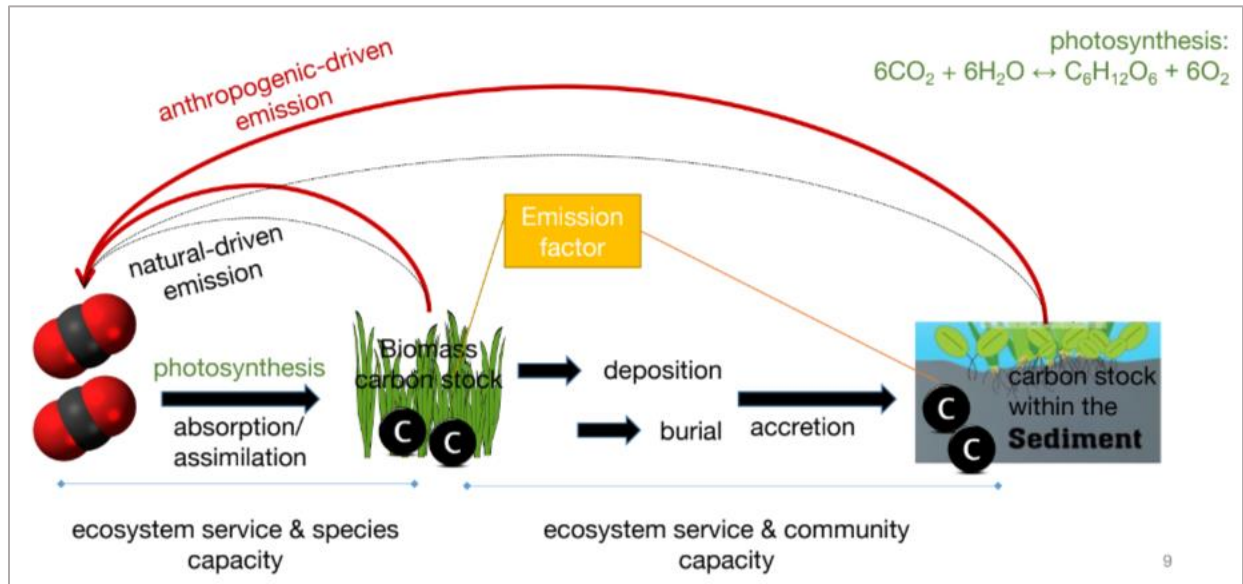 photosynthesis:
6CO₂ + 6H₂O ↔ C₆H₁₂O₆ + 6O₂
anthropogenic-driven
emission
Emission
factor
natural-driven
emission
photosynthesis
absorption/
assimilation
Biomass
carbon stock
C C
deposition
burial
accretion
carbon stock
within the
Sediment
C
C
ecosystem service & species
capacity
ecosystem service & community
capacity
9